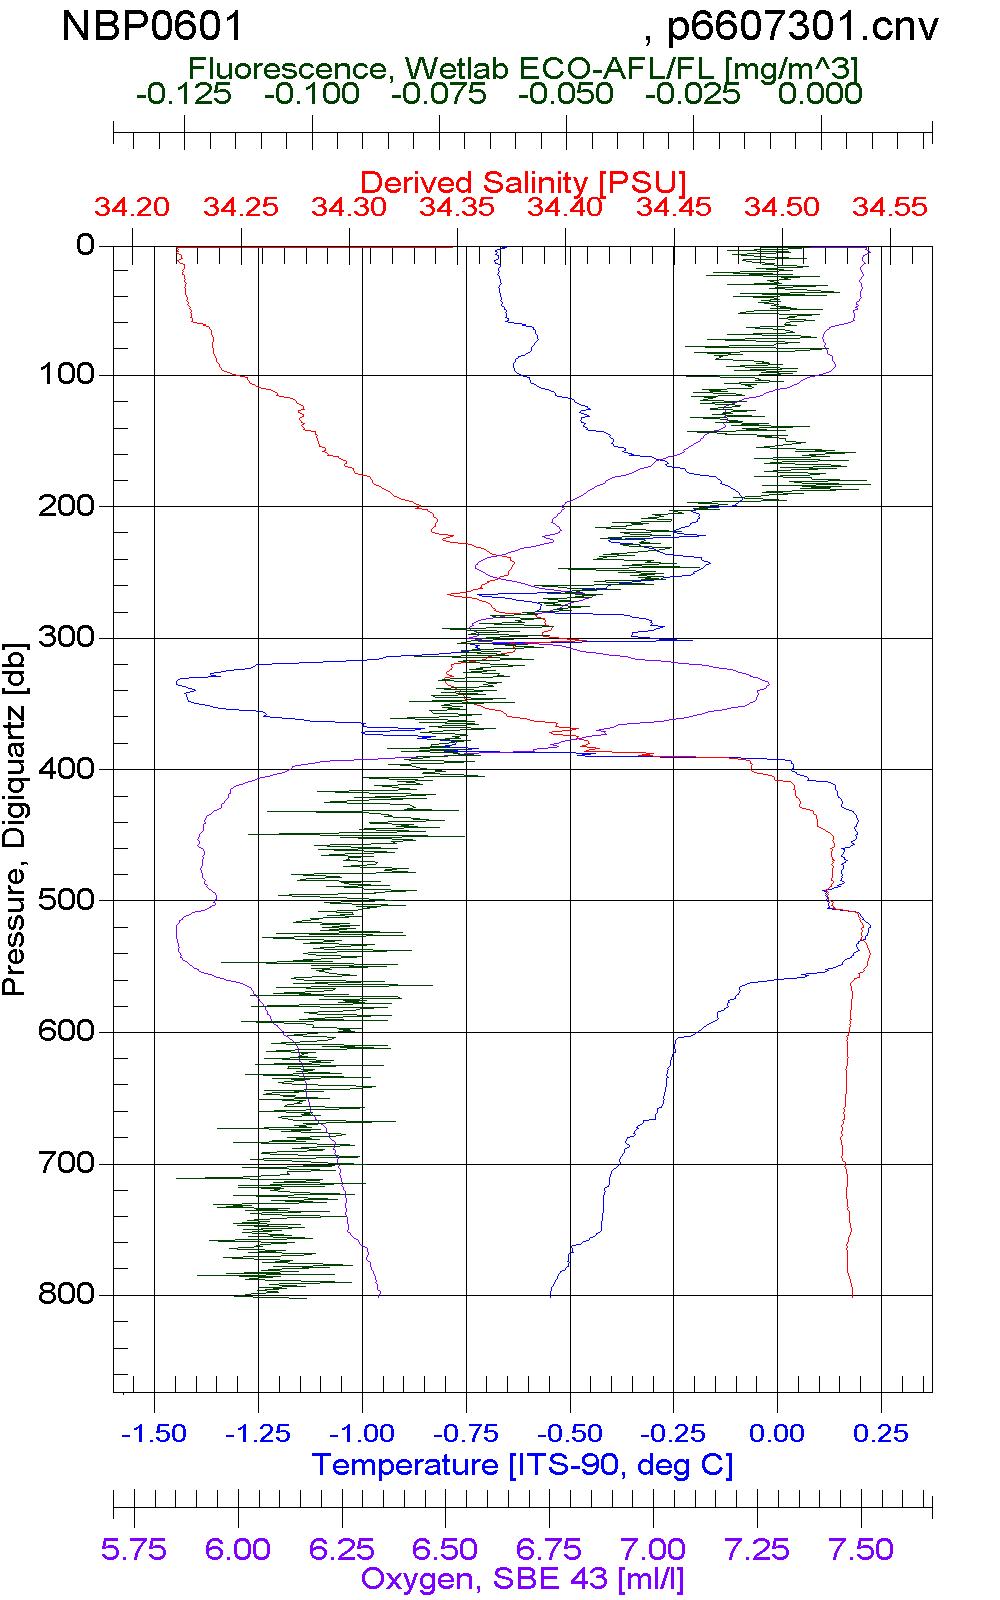 NBP0601 , p6607301.cnv
Fluorescence, Wetlab ECO-AFL/FL [mg/m^3]
-0.125 -0.100 -0.075 -0.050 -0.025 0.000
Derived Salinity [PSU]
34.20 34.25 34.30 34.35 34.40 34.45 34.50 34.55
0
100
200
300
400
500
600
700
800
Pressure, Digiquartz [db]
-1.50 -1.25 -1.00 -0.75 -0.50 -0.25 0.00 0.25
Temperature [ITS-90, deg C]
5.75 6.00 6.25 6.50 6.75 7.00 7.25 7.50
Oxygen, SBE 43 [ml/l]